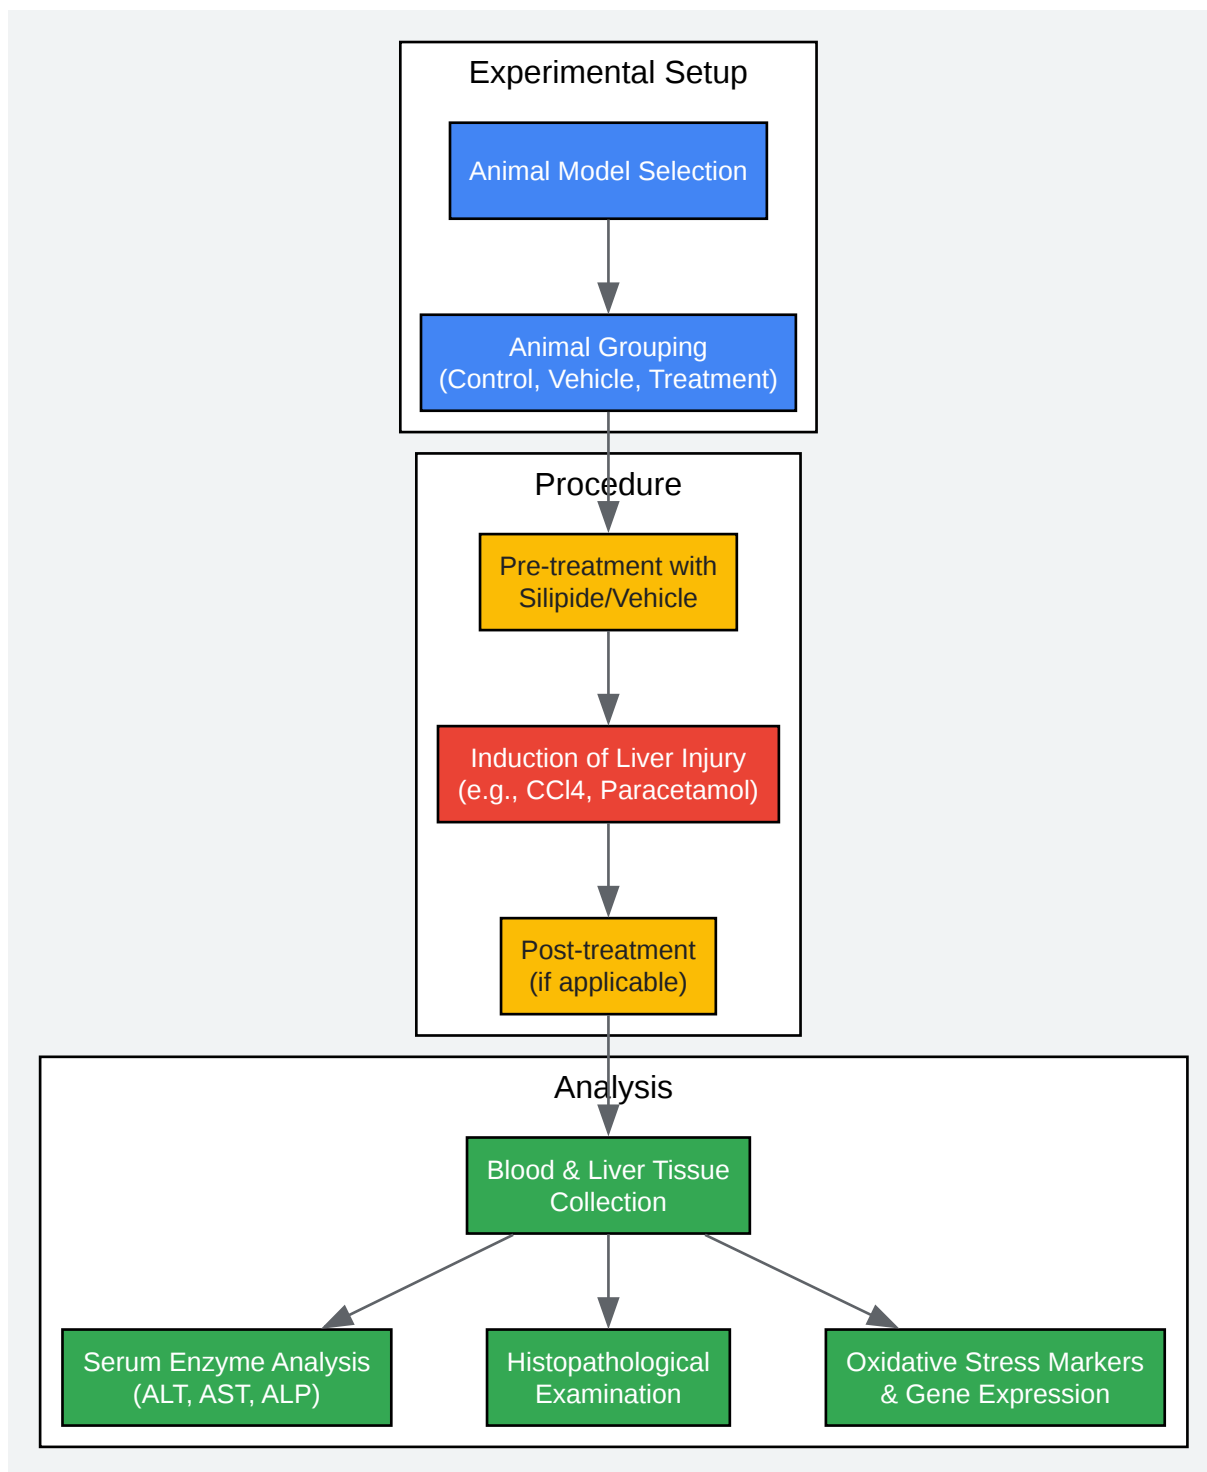 Experimental Setup
Animal Model Selection
Animal Grouping
(Control, Vehicle, Treatment)
Procedure
Pre-treatment with
Silipide/Vehicle
Induction of Liver Injury
(e.g., CCl4, Paracetamol)
Post-treatment
(if applicable)
Analysis
Blood & Liver Tissue
Collection
Serum Enzyme Analysis
(ALT, AST, ALP)
Histopathological
Examination
Oxidative Stress Markers
& Gene Expression